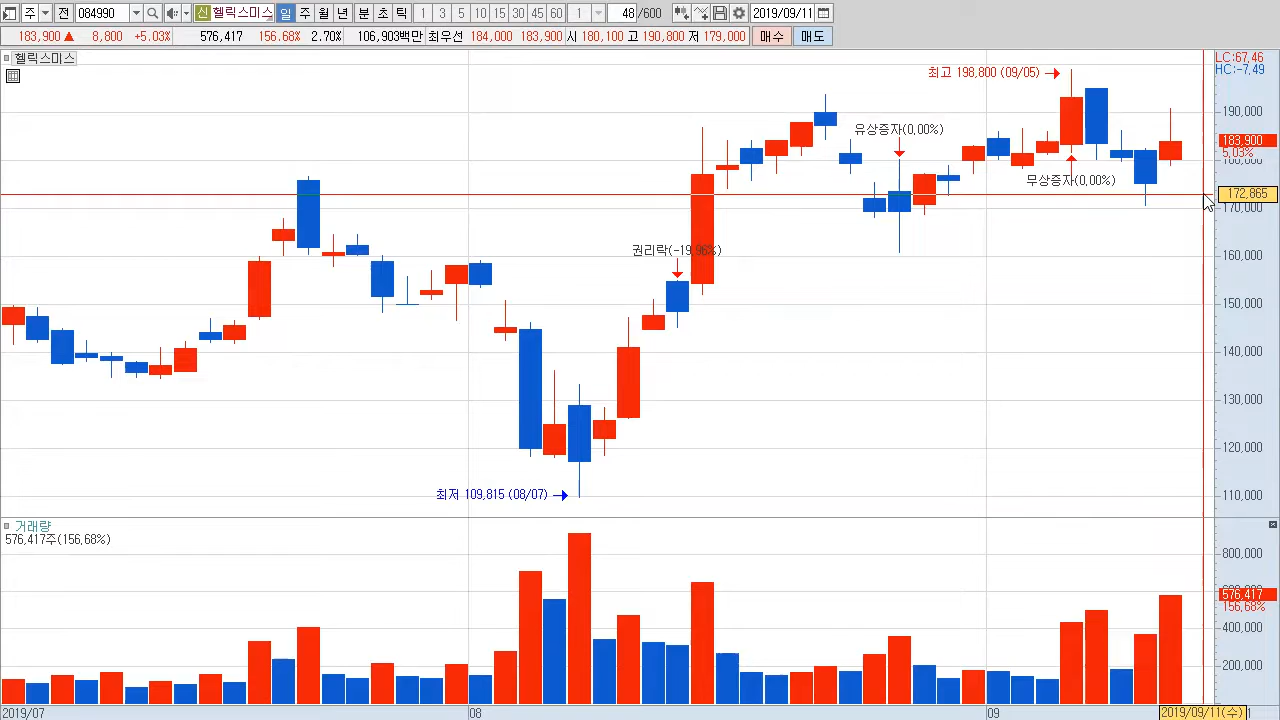 주 전 084990 신 헬릭스미스 일 주 월 년 분 초 틱 1 3 5 10 15 30 45 60 1 48 /600 2019/09/11
183,900 ▲ 8,800 +5.03% 576,417 156.68% 2.70% 106,903백만 최우선 184,000 183,900 시 180,100 고 190,800 저 179,000 매수 매도
헬릭스미스
LC:67.46
HC:-7.49
최고 198,800 (09/05)
190,000
유상증자(0.00%)
183,900
5.03%
180,000
무상증자(0.00%)
172,865
170,000
권리락(-19.96%)
160,000
150,000
140,000
130,000
120,000
최저 109,815 (08/07)
110,000
거래량
576,417주(156.68%)
800,000
576,417
156.68%
400,000
200,000
2019/07 08 09 2019/09/11(수)